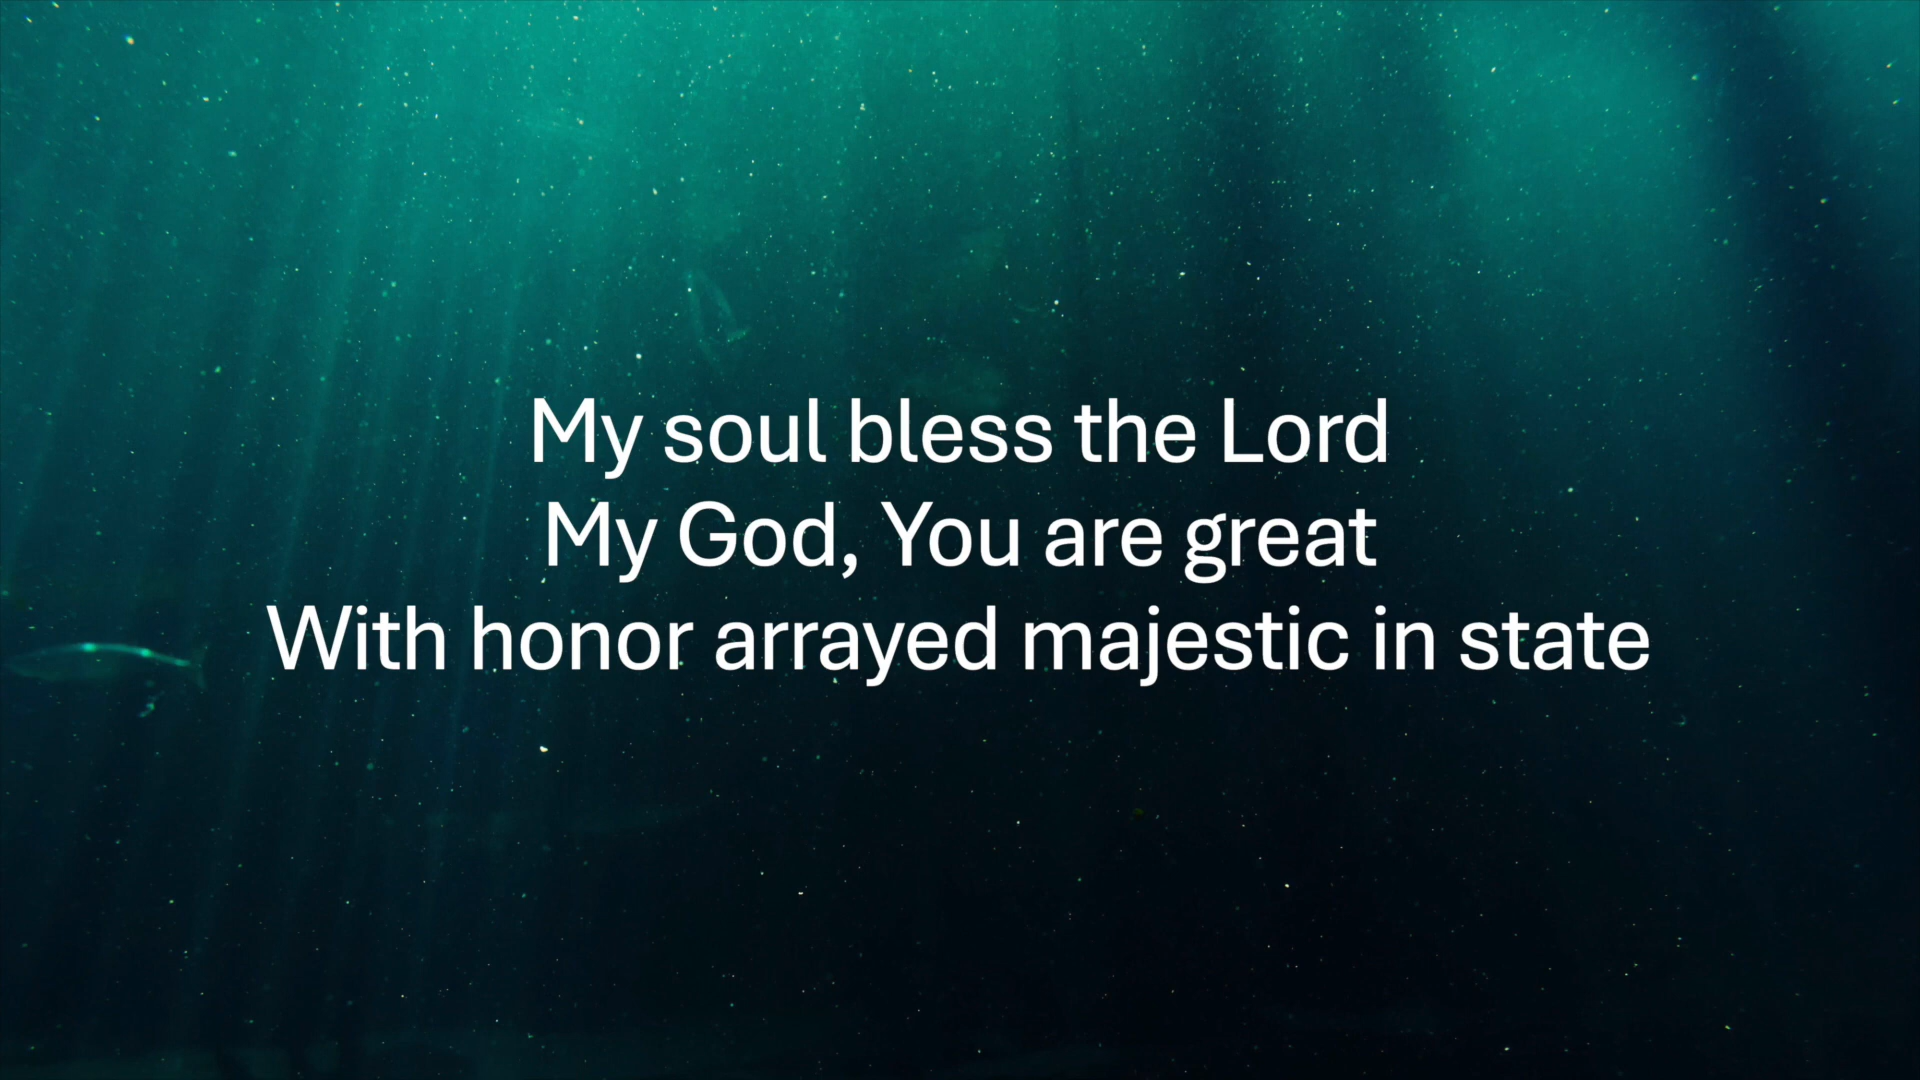 My soul bless the Lord
My God, You are great
With honor arrayed majestic in state